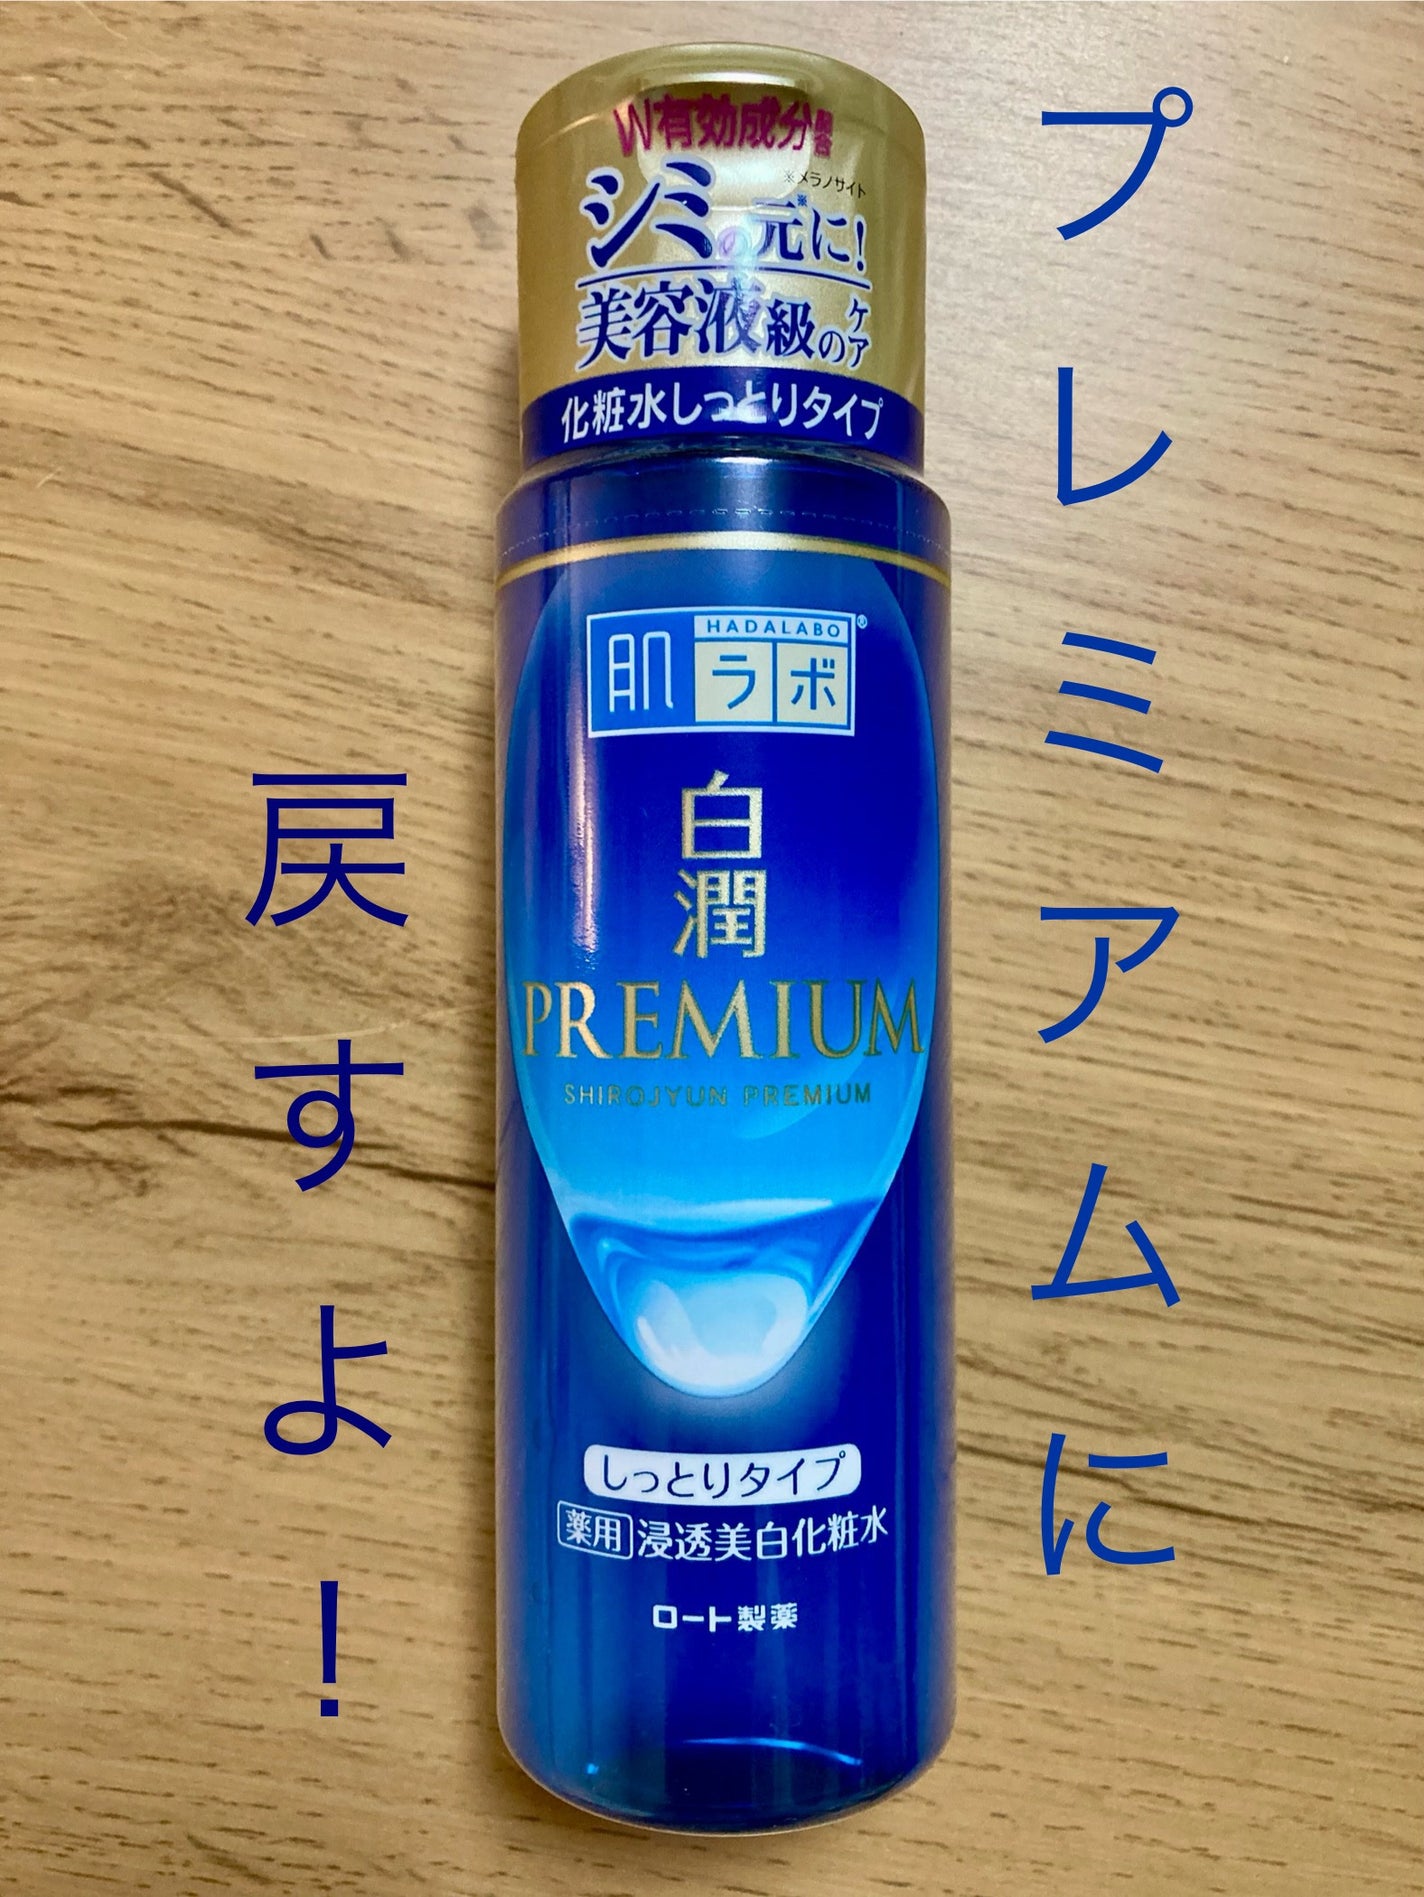 プレミアムに
戻すよ！
W有効成分配合
※メラノサイト
シミの元※に！
美容液級のケア
化粧水しっとりタイプ
肌ラボ®
HADALABO
白潤
PREMIUM
SHIROJYUN PREMIUM
しっとりタイプ
薬用 浸透美白化粧水
ロート製薬